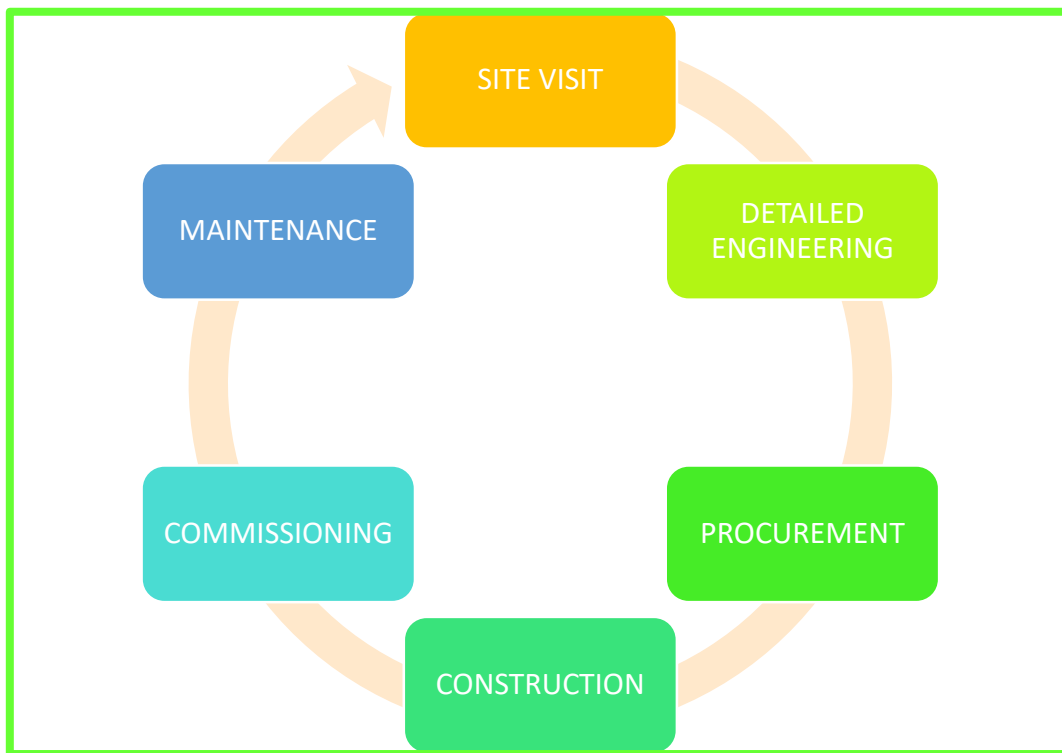 SITE VISIT
DETAILED
ENGINEERING
PROCUREMENT
CONSTRUCTION
COMMISSIONING
MAINTENANCE